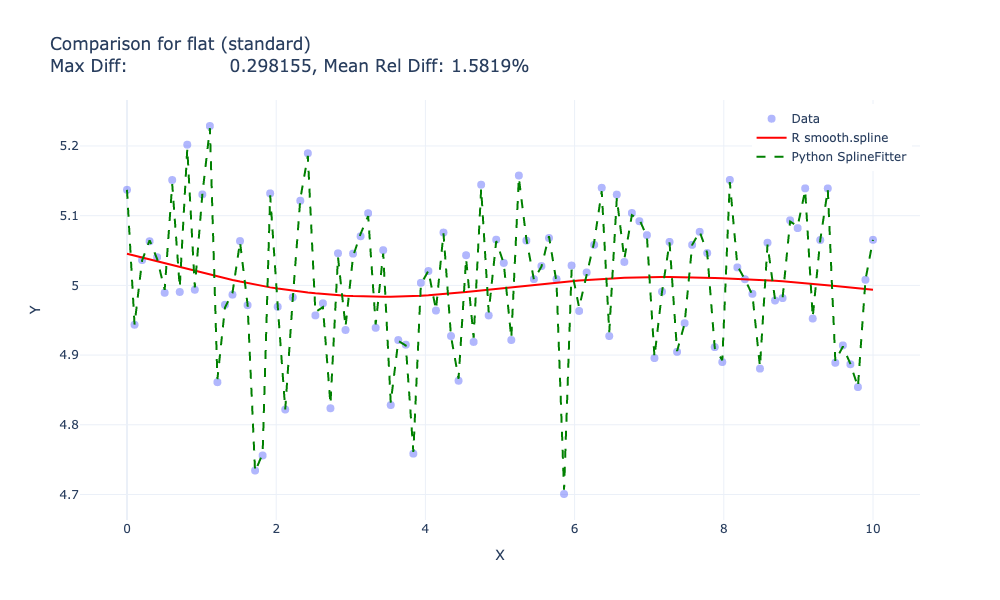 Comparison for flat (standard)
Max Diff: 0.298155, Mean Rel Diff: 1.5819%
Data
R smooth.spline
Python SplineFitter
5.2
5.1
5
4.9
4.8
4.7
Y
0
2
4
6
8
10
X